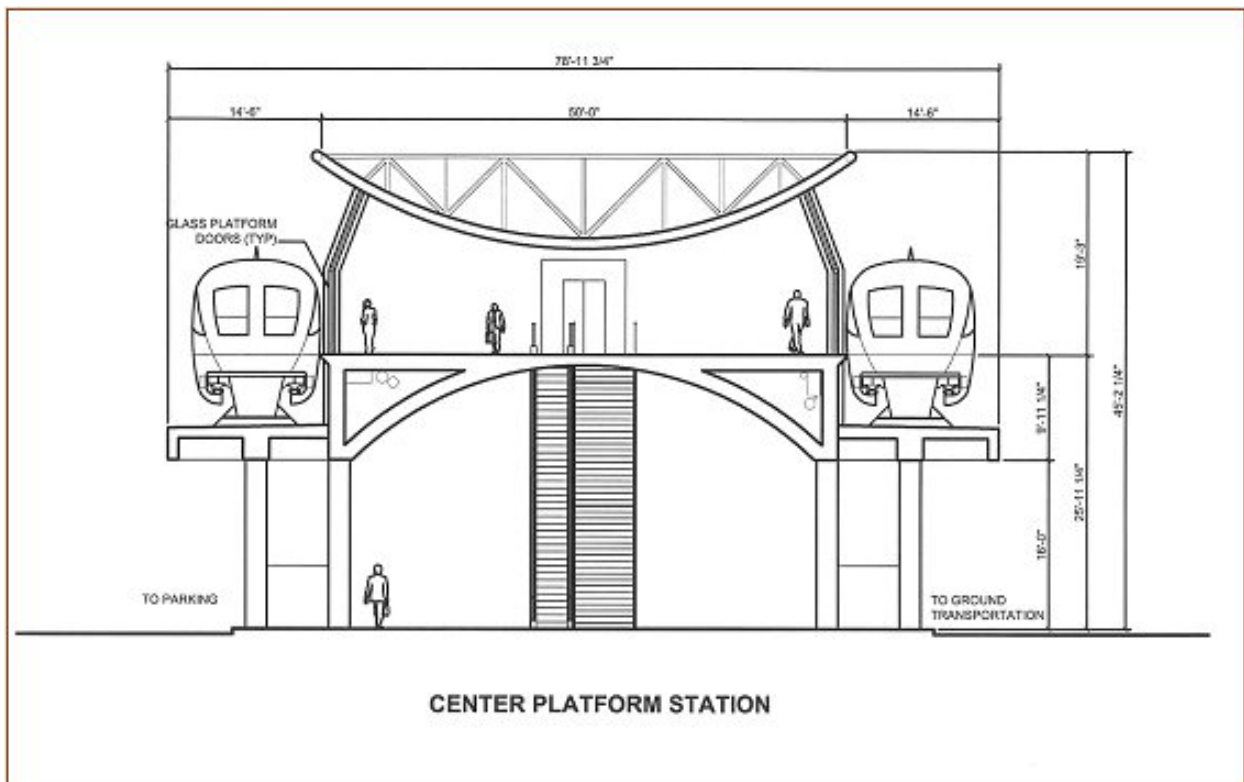 78'-11 3/4"
14'-6"
50'-0"
14'-6"
GLASS PLATFORM
DOORS (TYP)
19'-3"
9'-11 1/4"
45'-2 1/4"
25'-11 1/4"
16'-0"
TO PARKING
TO GROUND
TRANSPORTATION
CENTER PLATFORM STATION